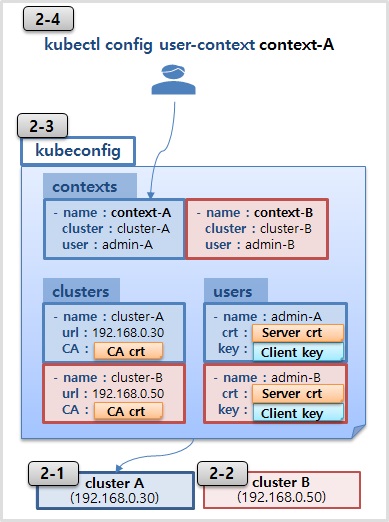 2-4
kubectl config user-context context-A
2-3
kubeconfig
contexts
- name : context-A
cluster : cluster-A
user : admin-A
- name : context-B
cluster : cluster-B
user : admin-B
clusters
- name : cluster-A
url : 192.168.0.30
CA : CA crt
- name : cluster-B
url : 192.168.0.50
CA : CA crt
users
- name : admin-A
crt : Server crt
key : Client key
- name : admin-B
crt : Server crt
key : Client key
2-1
cluster A
(192.168.0.30)
2-2
cluster B
(192.168.0.50)